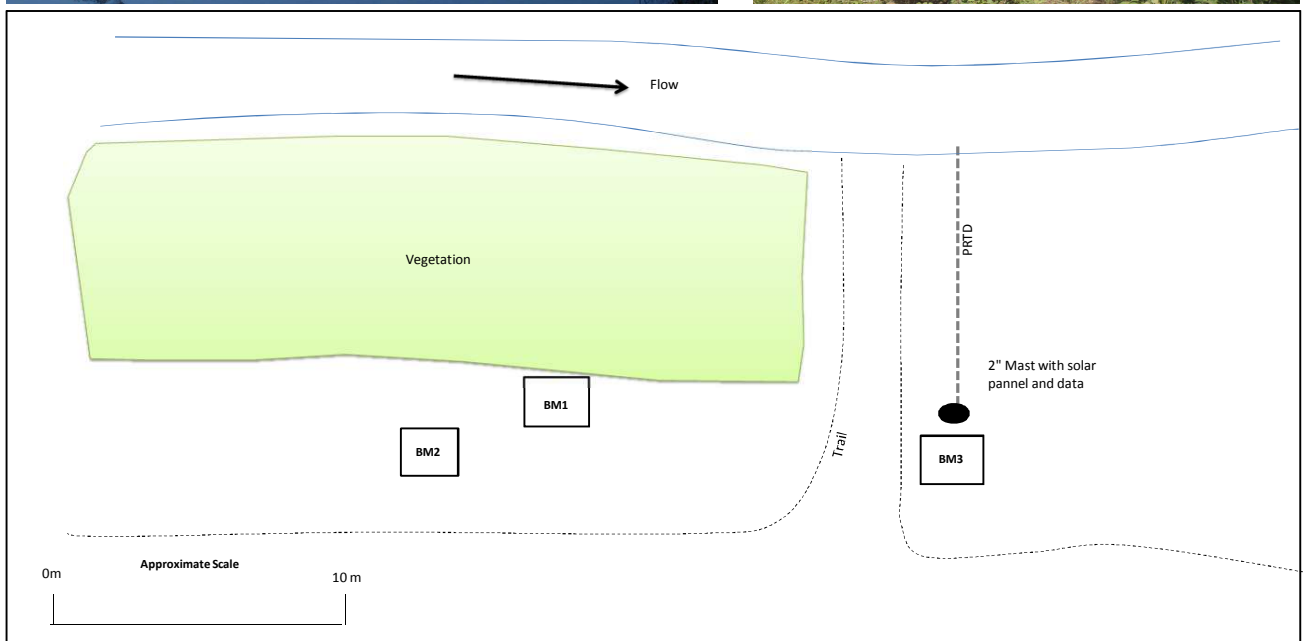 Flow
Vegetation
PRTD
2" Mast with solar
pannel and data
BM1
BM2
Trail
BM3
Approximate Scale
0m
10 m